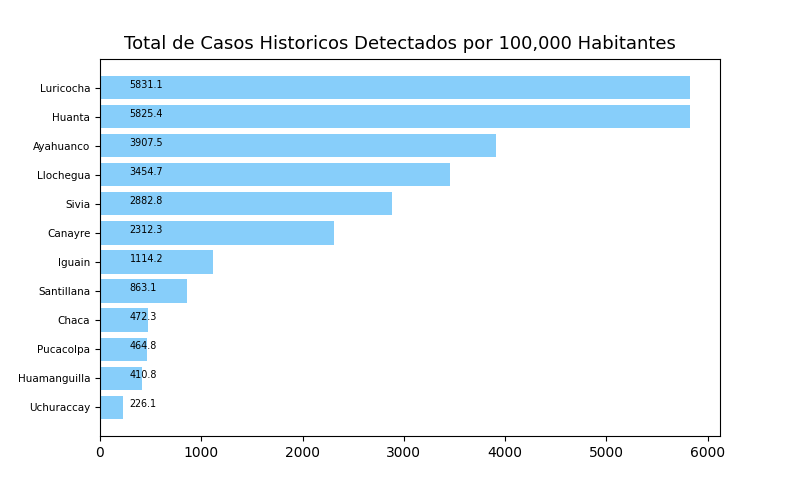 Total de Casos Historicos Detectados por 100,000 Habitantes
Luricocha 5831.1
Huanta 5825.4
Ayahuanco 3907.5
Llochegua 3454.7
Sivia 2882.8
Canayre 2312.3
Iguain 1114.2
Santillana 863.1
Chaca 472.3
Pucacolpa 464.8
Huamanguilla 410.8
Uchuraccay 226.1
0 1000 2000 3000 4000 5000 6000